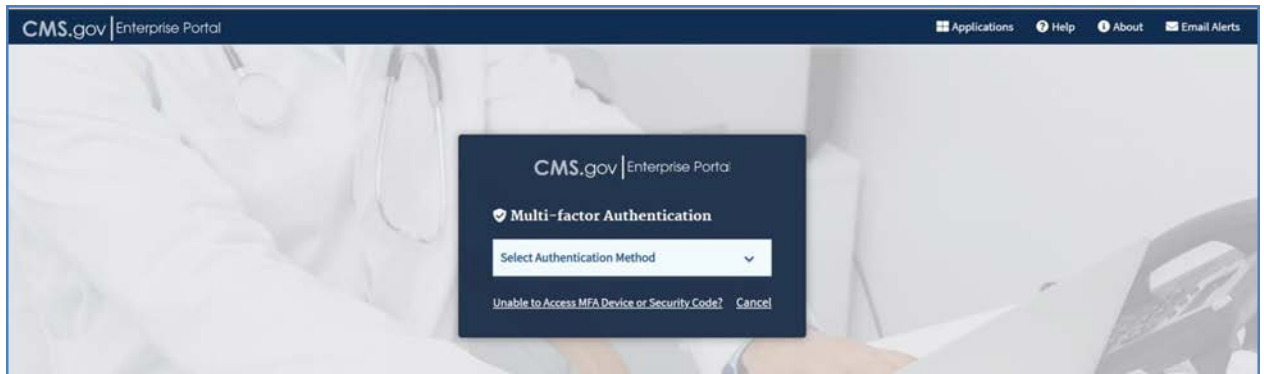 CMS.gov | Enterprise Portal
Applications Help About Email Alerts
CMS.gov | Enterprise Portal
Multi-factor Authentication
Select Authentication Method
Unable to Access MFA Device or Security Code? Cancel